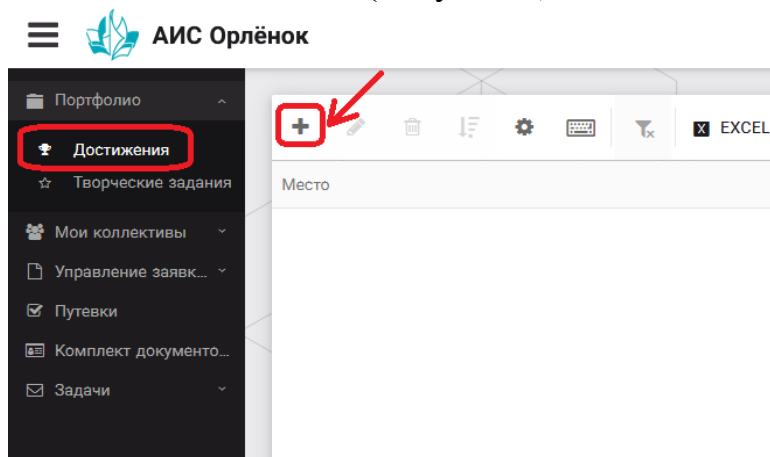 АИС Орлёнок
Портфолио
EXCEL
Достижения
Творческие задания
Место
Мои коллективы
Управление заявк...
Путевки
Комплект документо...
Задачи